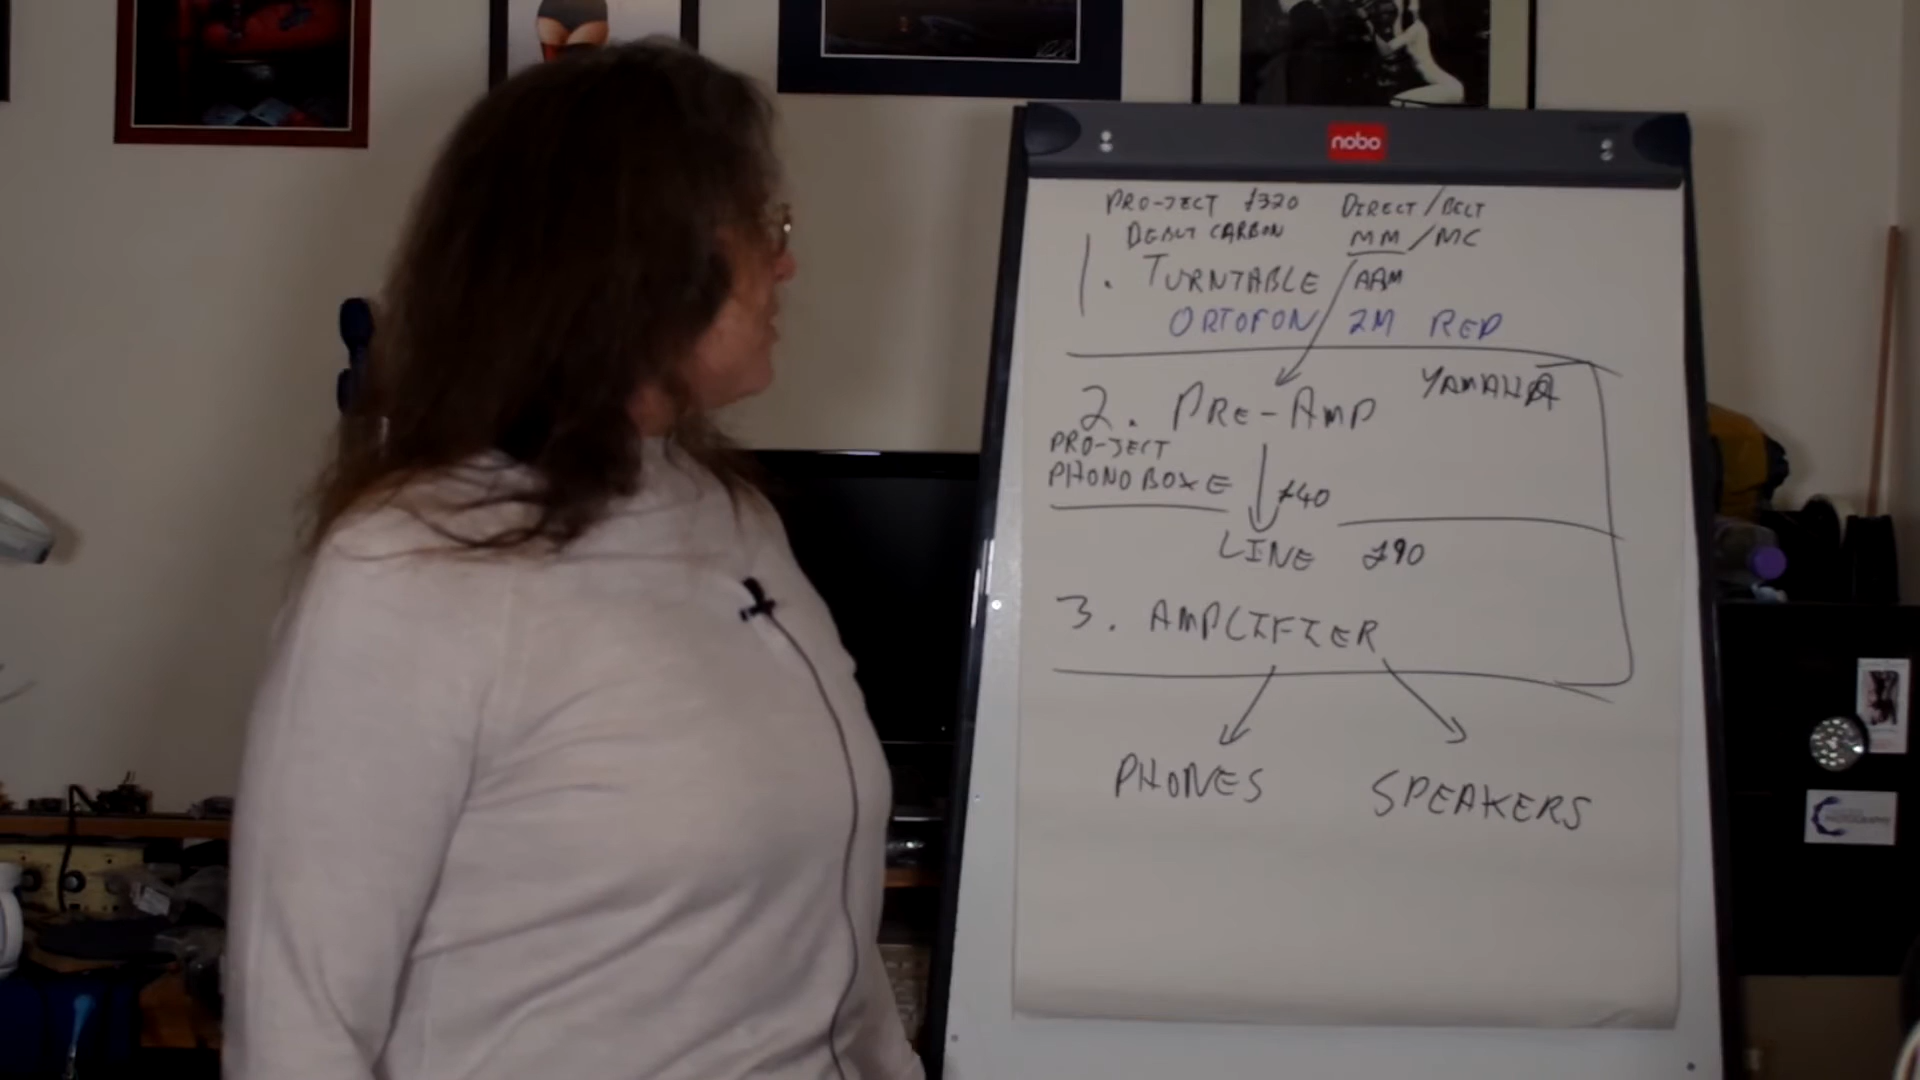 nobo
PRO-JECT £320 DIRECT/BELT
DEBUT CARBON MM/MC
1. TURNTABLE /ARM
ORTOFON 2M RED
YAMAHA
2. PRE-AMP
PRO-JECT
PHONO BOX E
£40
LINE £90
3. AMPLIFIER
PHONES SPEAKERS